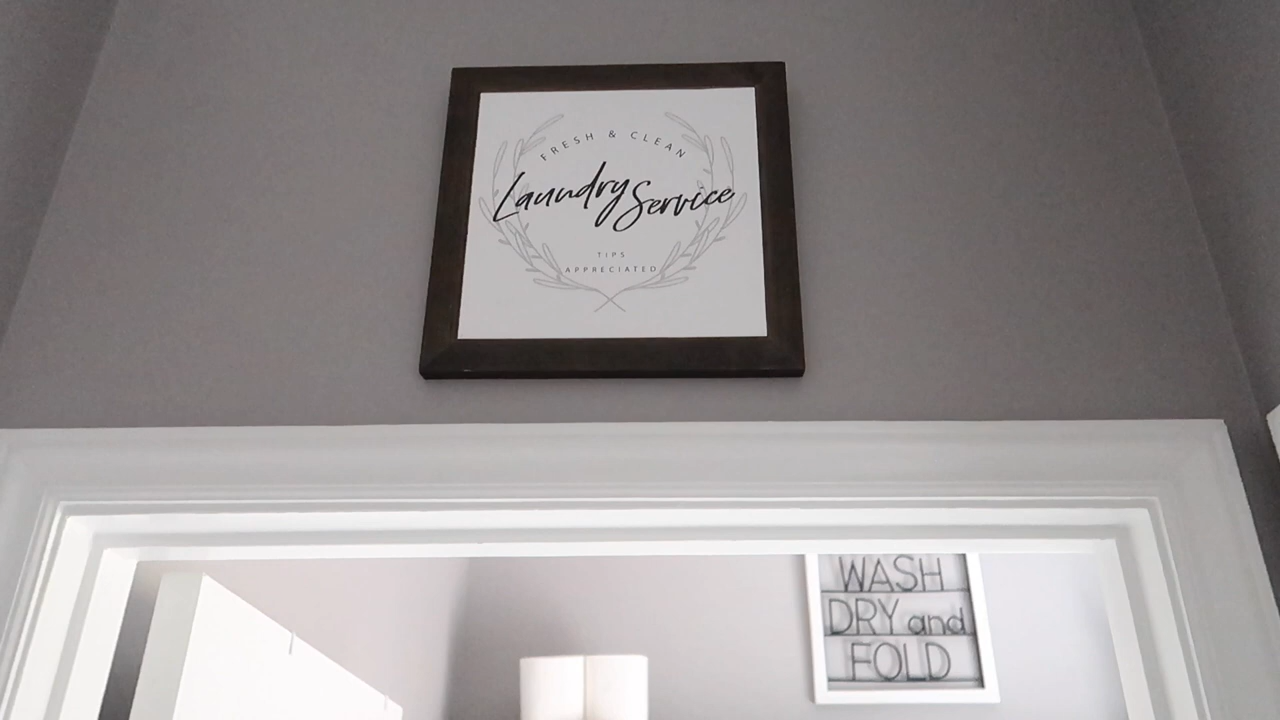 FRESH & CLEAN
Laundry Service
TIPS
APPRECIATED
WASH
DRY and
FOLD